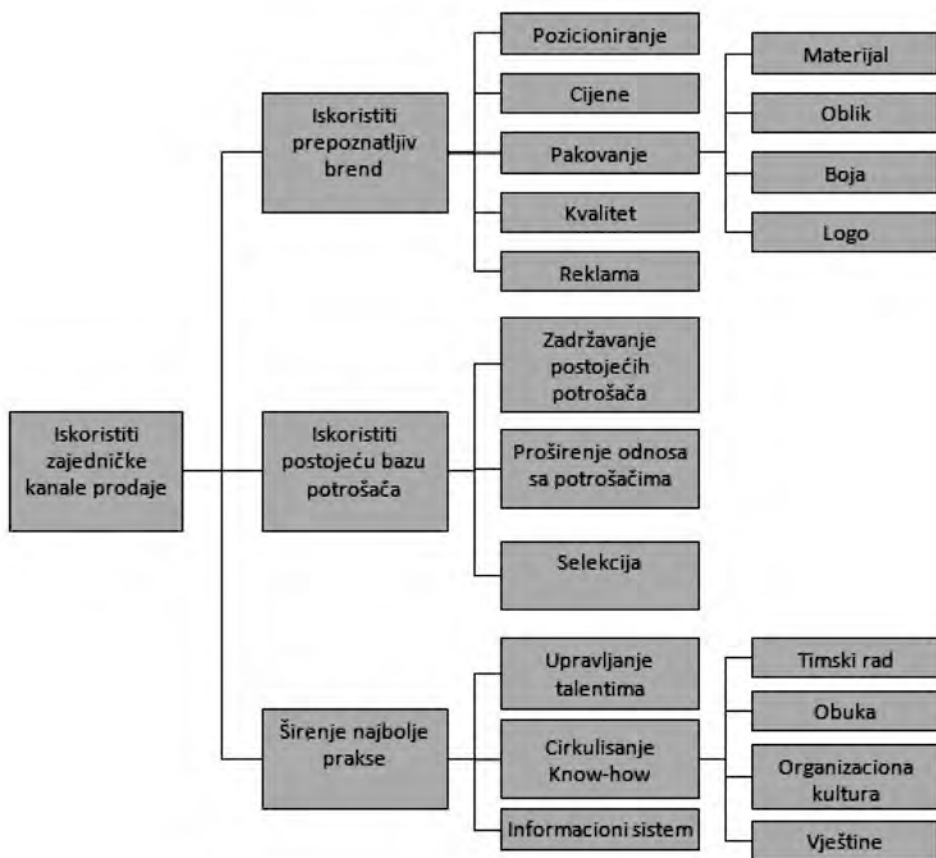 Iskoristiti
zajedničke
kanale prodaje
Iskoristiti
prepoznatljiv
brend
Pozicioniranje
Cijene
Pakovanje
Kvalitet
Reklama
Materijal
Oblik
Boja
Logo
Iskoristiti
postojeću bazu
potrošača
Zadržavanje
postojećih
potrošača
Proširenje odnosa
sa potrošačima
Selekcija
Širenje najbolje
prakse
Upravljanje
talentima
Cirkulisanje
Know-how
Informacioni sistem
Timski rad
Obuka
Organizaciona
kultura
Vještine